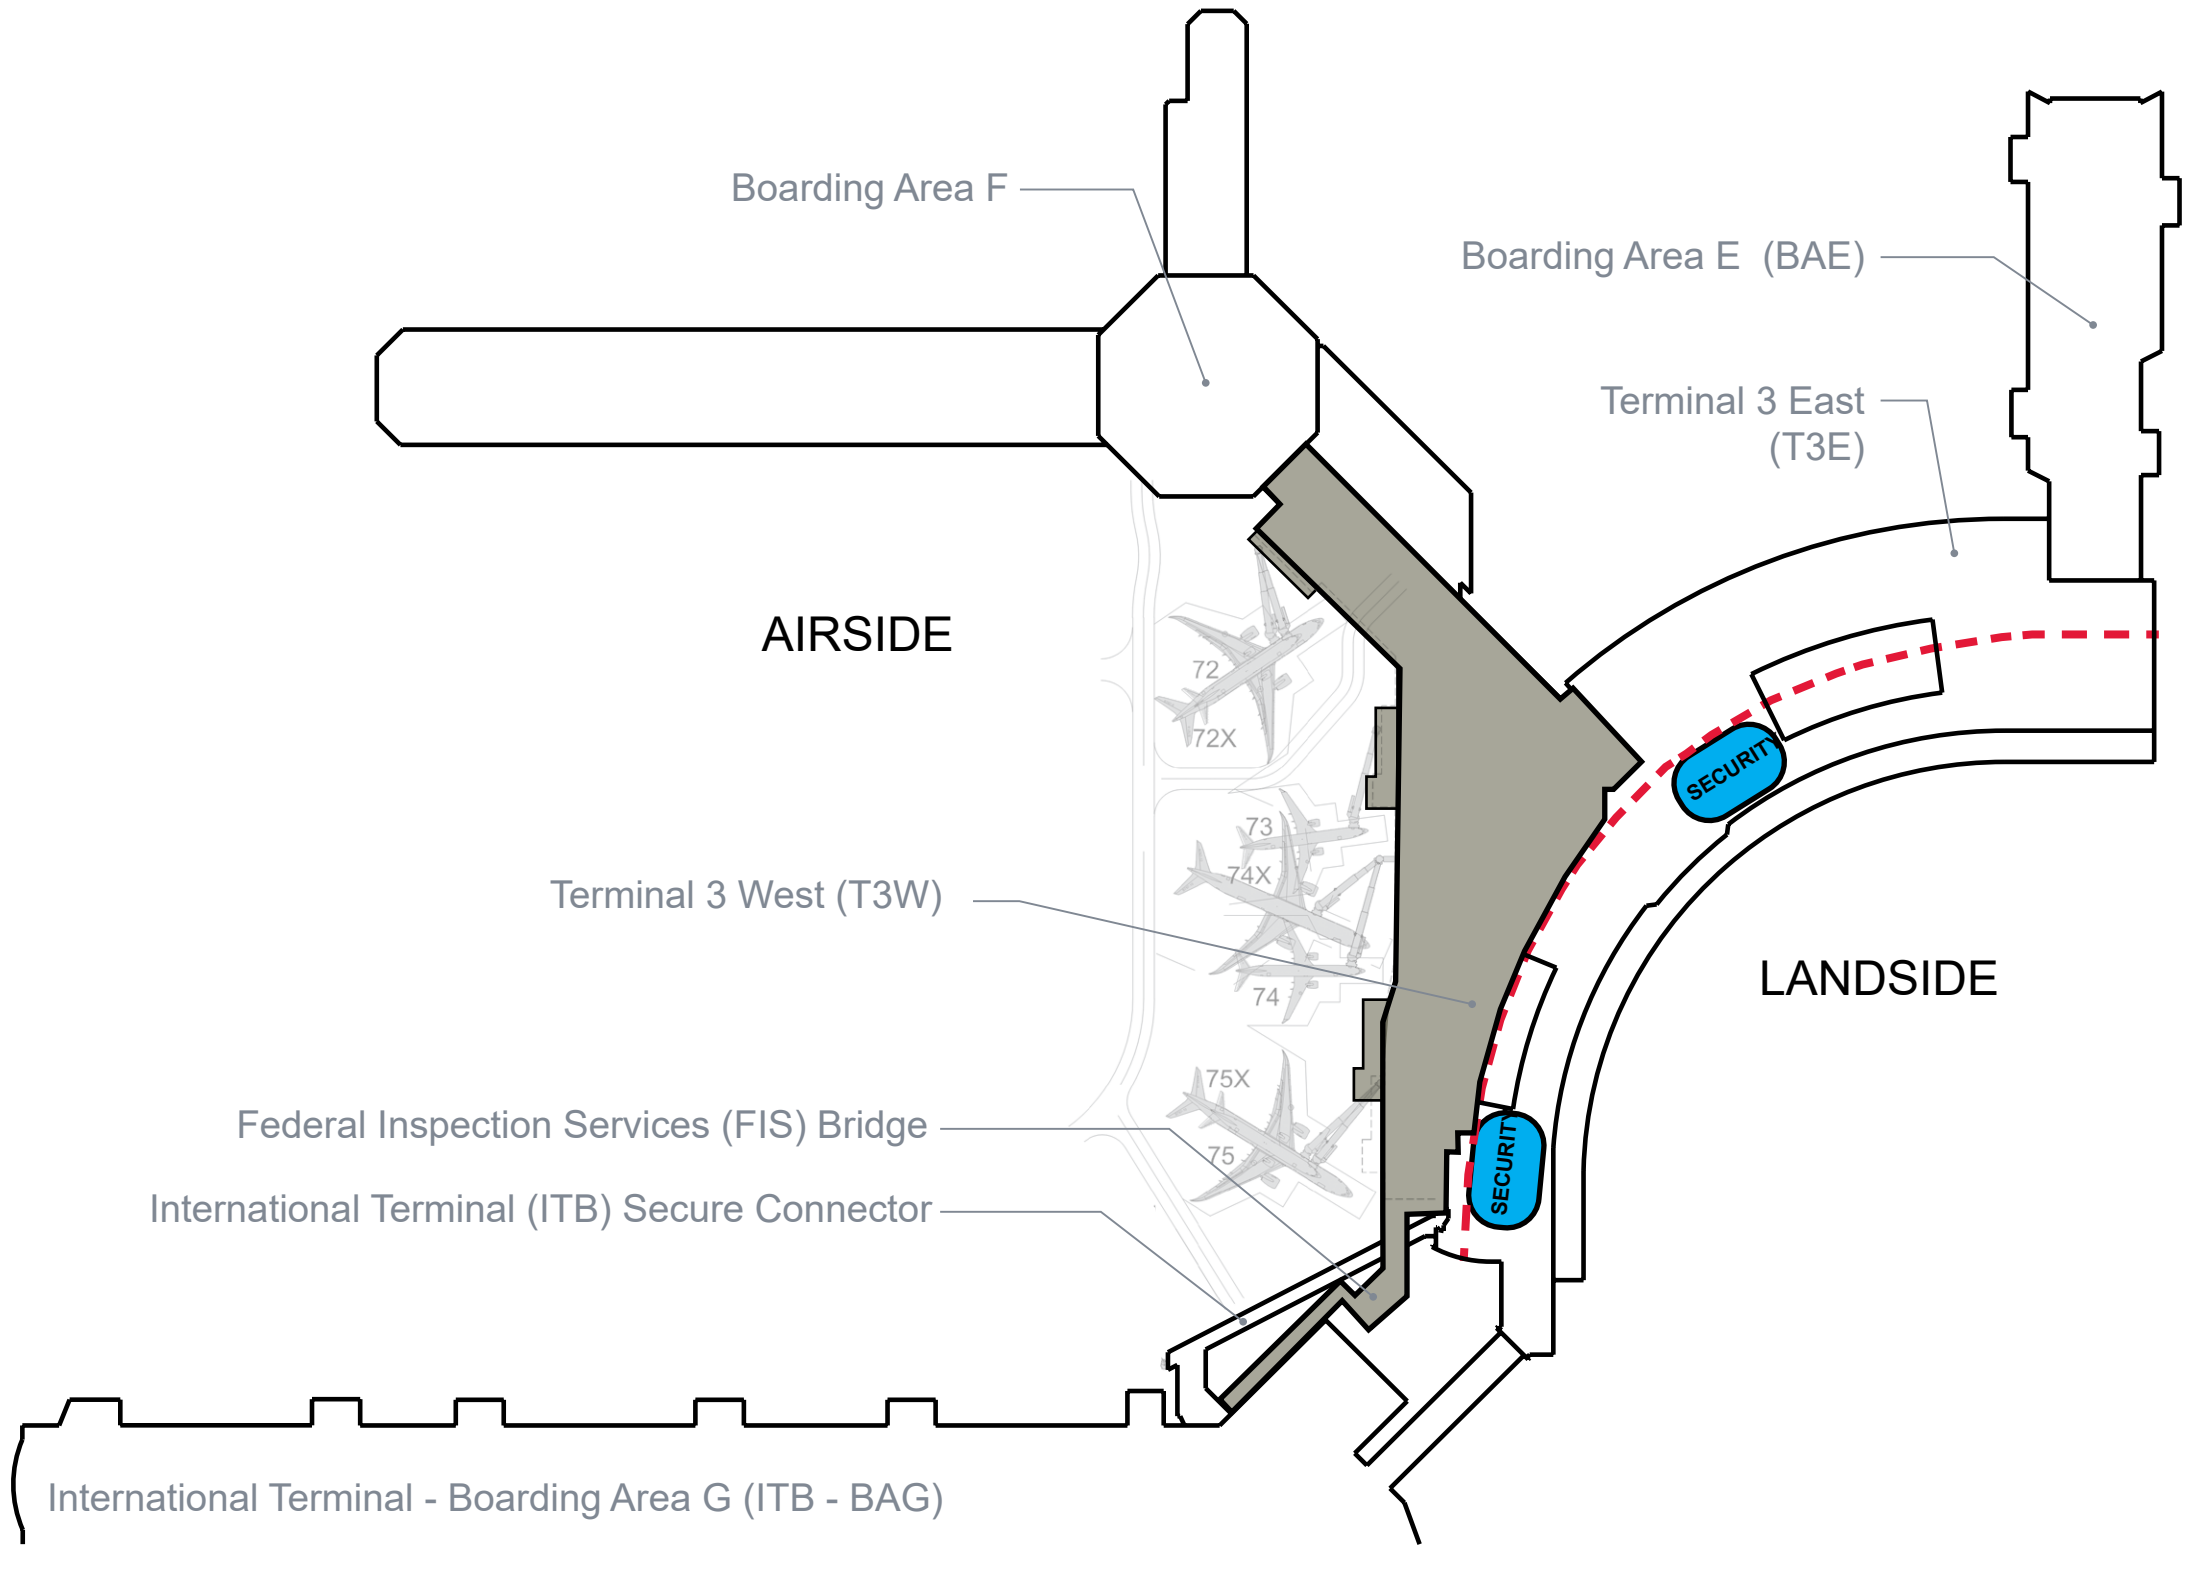 Boarding Area F
Boarding Area E  (BAE)
Terminal 3 East
(T3E)
AIRSIDE
72
72X
SECURITY
73
74X
Terminal 3 West (T3W)
LANDSIDE
74
75X
Federal Inspection Services (FIS) Bridge
75
SECURITY
International Terminal (ITB) Secure Connector
International Terminal - Boarding Area G (ITB - BAG)